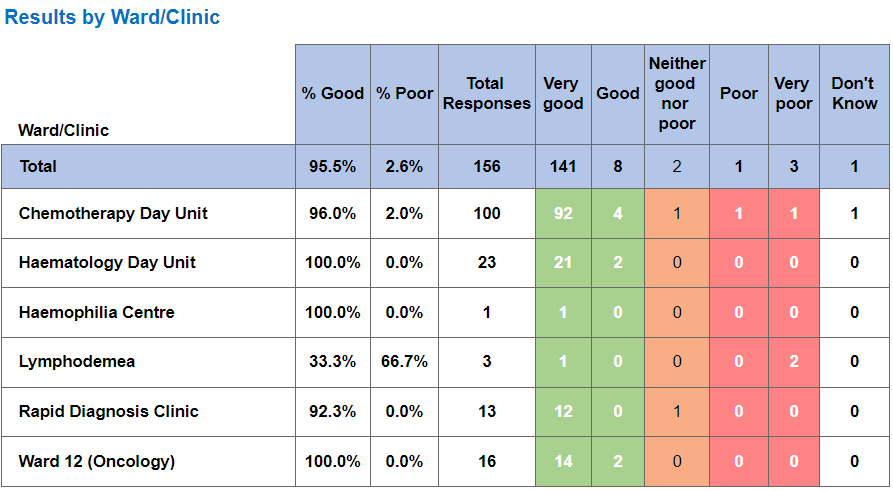 Results by Ward/Clinic
Ward/Clinic % Good % Poor Total Responses Very good Good Neither good nor poor Poor Very poor Don't Know
Total 95.5% 2.6% 156 141 8 2 1 3 1
Chemotherapy Day Unit 96.0% 2.0% 100 92 4 1 1 1 1
Haematology Day Unit 100.0% 0.0% 23 21 2 0 0 0 0
Haemophilia Centre 100.0% 0.0% 1 1 0 0 0 0 0
Lymphodemea 33.3% 66.7% 3 1 0 0 0 2 0
Rapid Diagnosis Clinic 92.3% 0.0% 13 12 0 1 0 0 0
Ward 12 (Oncology) 100.0% 0.0% 16 14 2 0 0 0 0